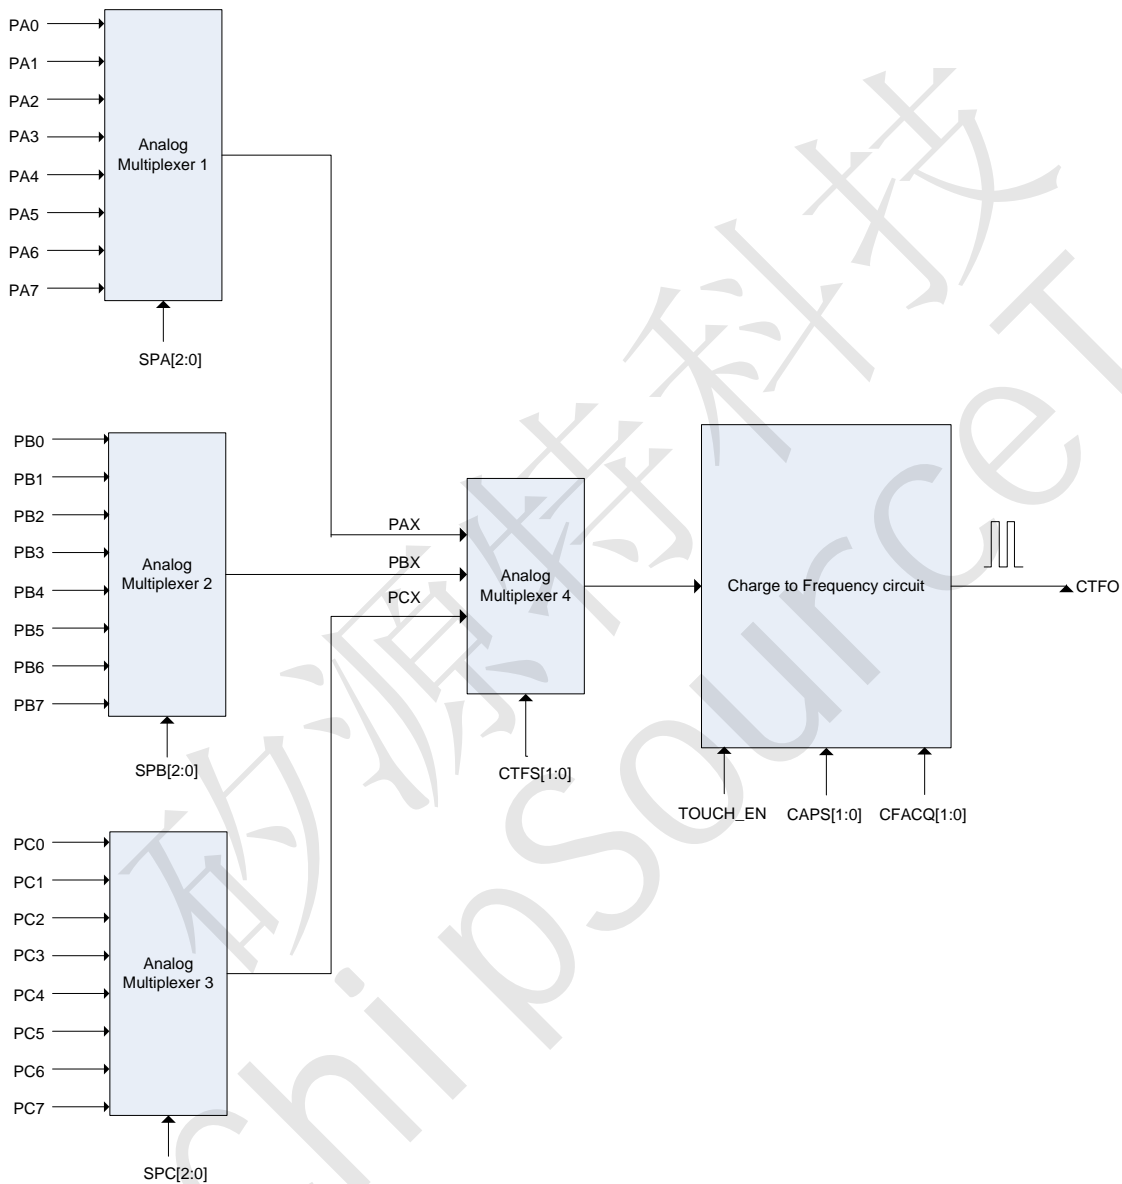 PA0
PA1
PA2
PA3
PA4
PA5
PA6
PA7
Analog
Multiplexer 1
SPA[2:0]
PB0
PB1
PB2
PB3
PB4
PB5
PB6
PB7
Analog
Multiplexer 2
SPB[2:0]
PC0
PC1
PC2
PC3
PC4
PC5
PC6
PC7
Analog
Multiplexer 3
SPC[2:0]
PAX
PBX
PCX
Analog
Multiplexer 4
CTFS[1:0]
Charge to Frequency circuit
TOUCH_EN
CAPS[1:0]
CFACQ[1:0]
CTFO
矽源特科技
ChipSourceT